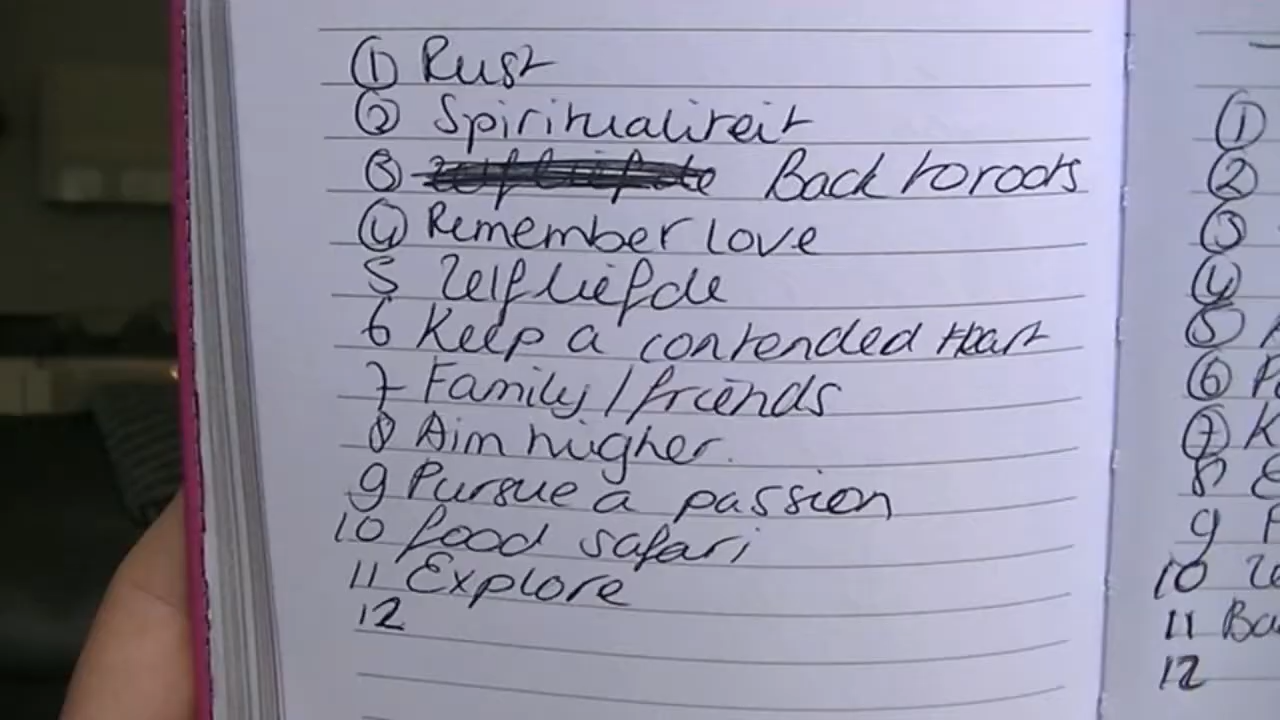 ① Rust
② Spiritualiteit
③ Back to roots
④ Remember love
5 Zelfliefde
6 Keep a contended Heart
7 Family / friends
8 Aim higher.
9 Pursue a passion
10 food safari
11 Explore
12
①
②
③
④
⑤
⑥
⑦ K
8
9
10
11 Ba
12